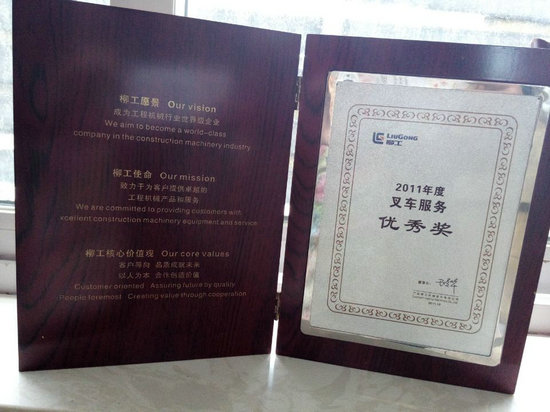 柳工愿景 Our vision
成为工程机械行业世界级企业
We aim to become a world-class
company in the construction machinery industry
柳工使命 Our mission
致力于为客户提供卓越的
工程机械产品和服务
We are committed to providing customers with
excellent construction machinery equipment and service
柳工核心价值观 Our core values
客户导向 品质成就未来
以人为本 合作创造价值
Customer oriented Assuring future by quality
People foremost Creating value through cooperation
LIUGONG
柳工
2011年度
叉车服务
优秀奖